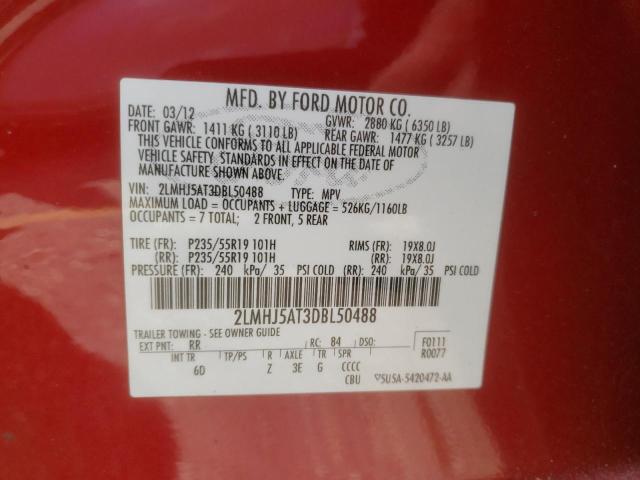 MFD. BY FORD MOTOR CO.
DATE: 03/12 GVWR: 2880 KG ( 6350 LB)
FRONT GAWR: 1411 KG ( 3110 LB) REAR GAWR: 1477 KG ( 3257 LB)
THIS VEHICLE CONFORMS TO ALL APPLICABLE FEDERAL MOTOR
VEHICLE SAFETY STANDARDS IN EFFECT ON THE DATE OF
MANUFACTURE SHOWN ABOVE.
VIN: 2LMHJ5AT3DBL50488 TYPE: MPV
MAXIMUM LOAD = OCCUPANTS + LUGGAGE = 526KG/1160LB
OCCUPANTS = 7 TOTAL; 2 FRONT, 5 REAR
TIRE (FR): P235/55R19 101H RIMS (FR): 19X8.0J
(RR): P235/55R19 101H (RR): 19X8.0J
PRESSURE (FR): 240 kPa/ 35 PSI COLD (RR): 240 kPa/ 35 PSI COLD
2LMHJ5AT3DBL50488
TRAILER TOWING - SEE OWNER GUIDE
EXT PNT: RR RC: 84 DSO: F0111
R0077
INT TR TP/PS R AXLE TR SPR
6D Z 3E G CCCC
CBU 5U5A-5420472-AA